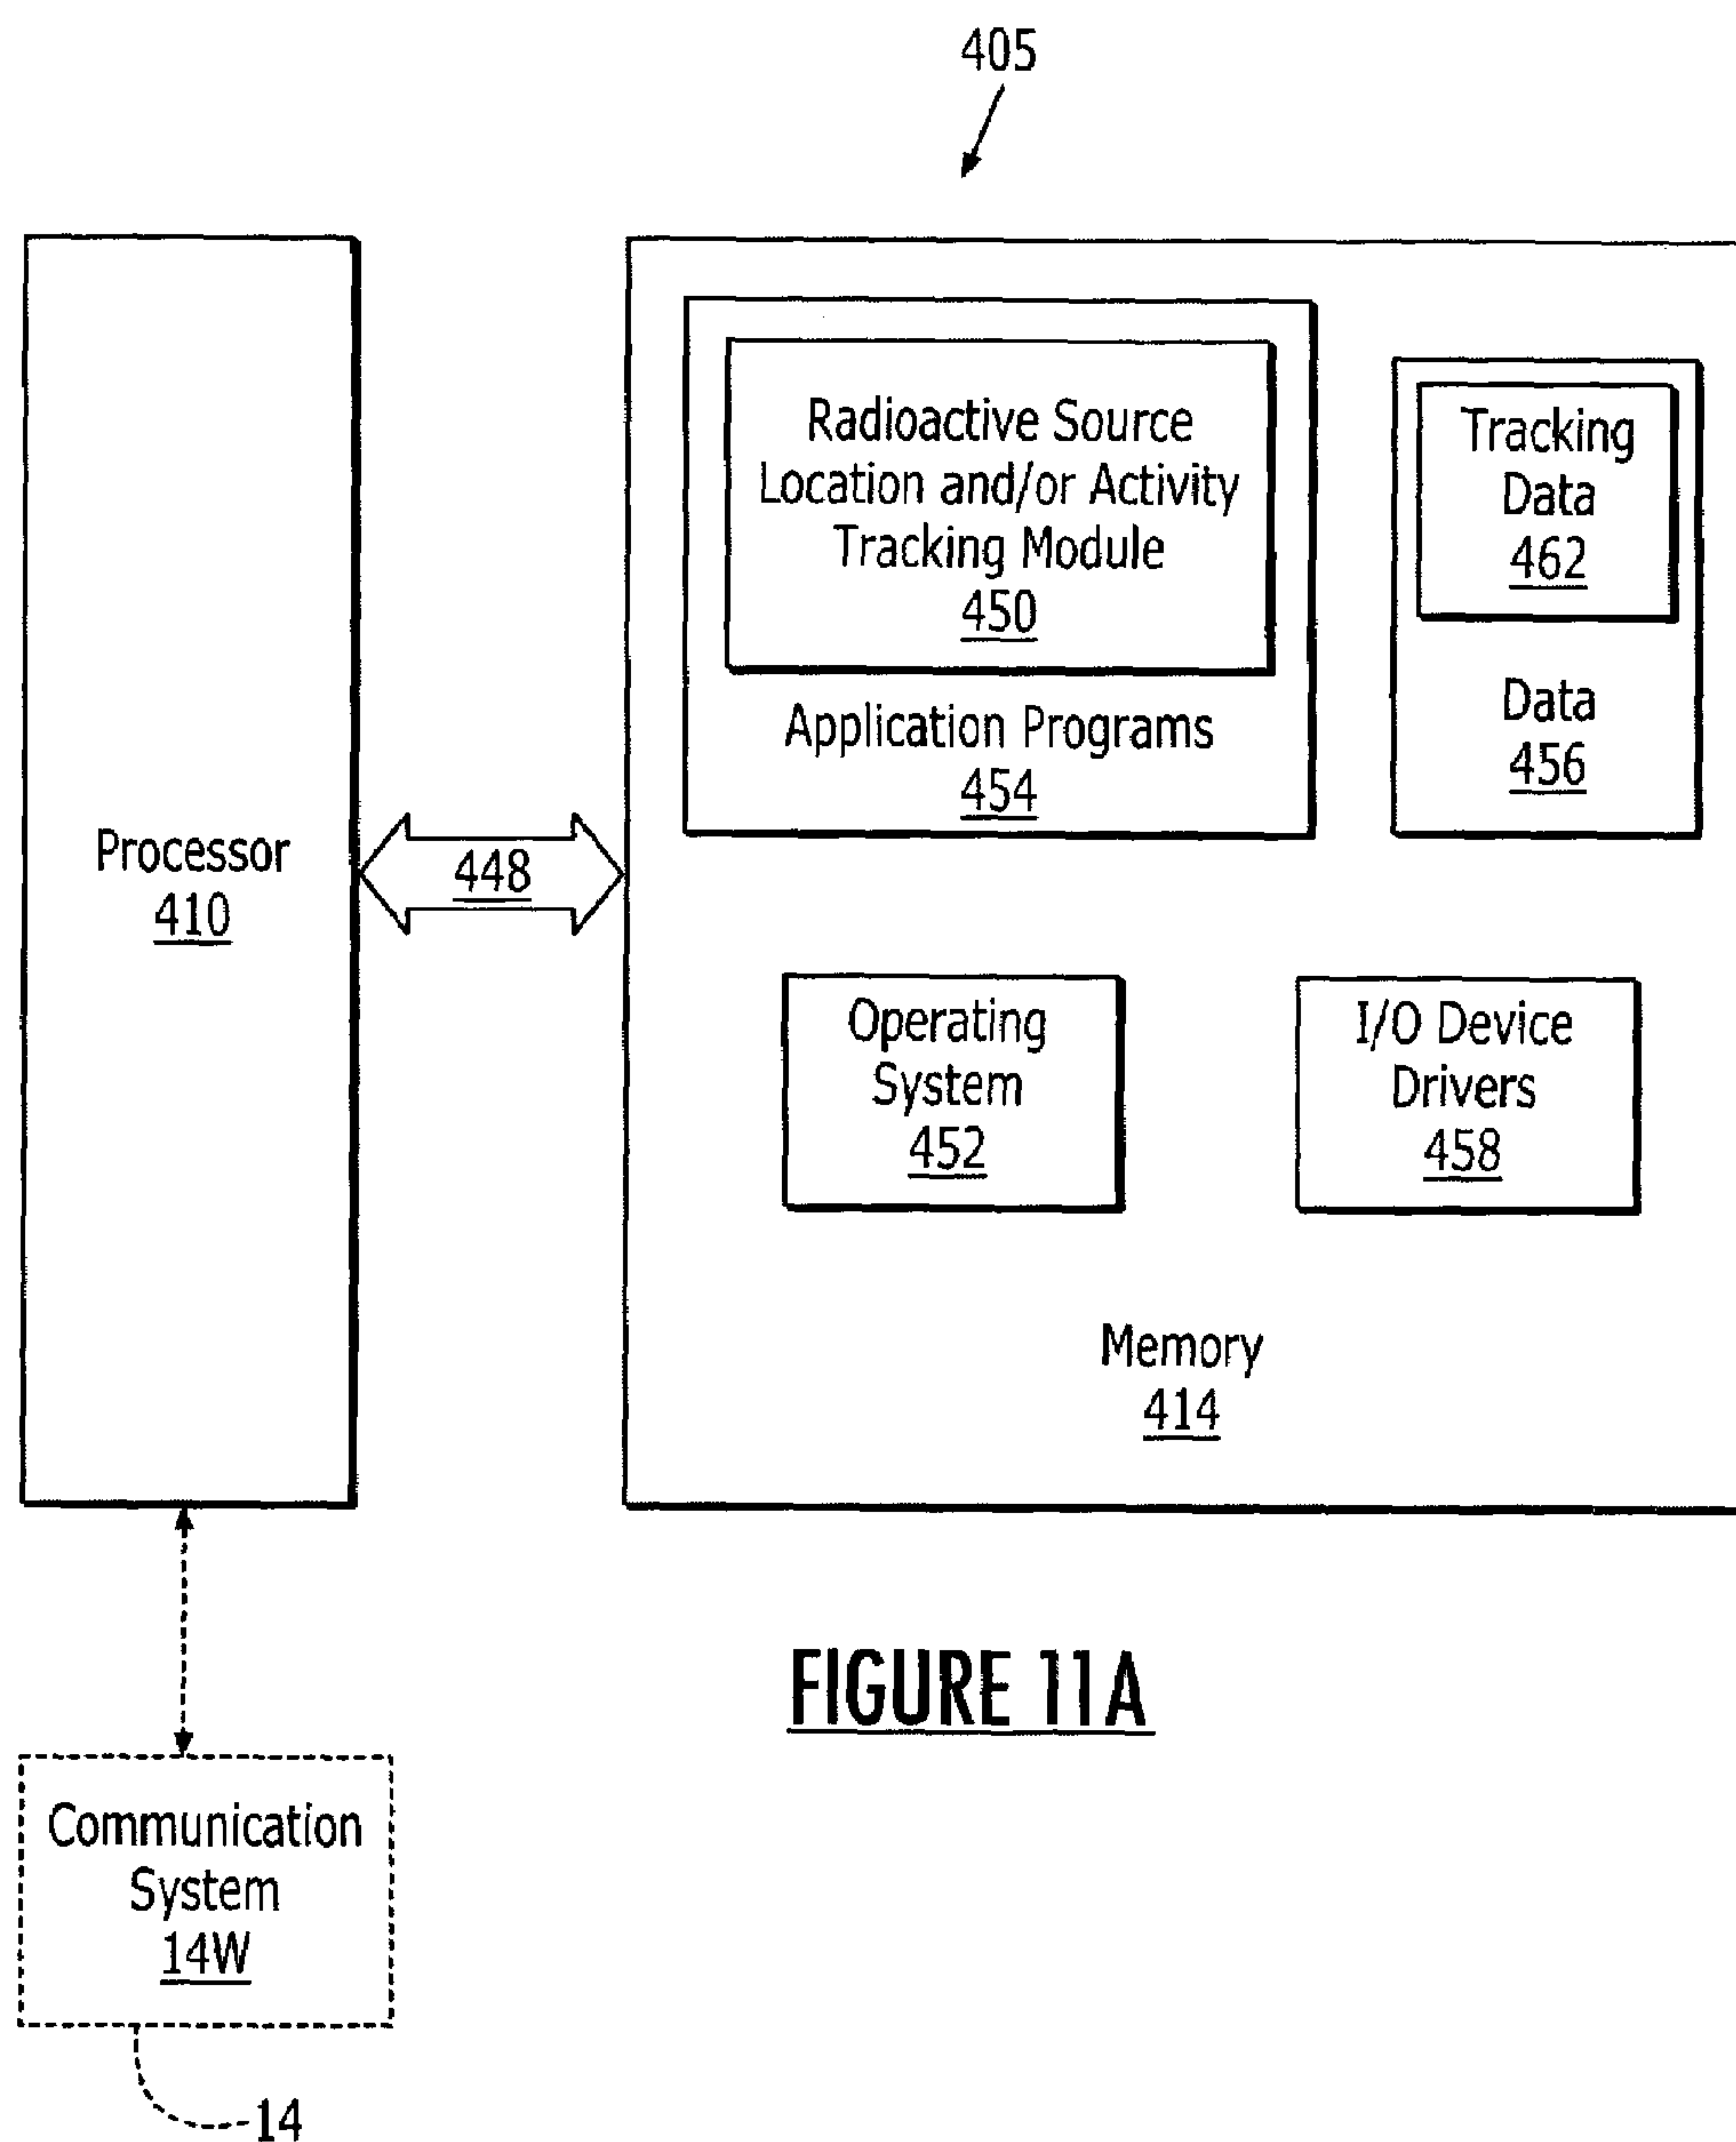 405
Radioactive Source
Location and/or Activity
Tracking Module
450
Application Programs
454
Tracking
Data
462
Data
456
Processor
410
448
Operating
System
452
I/O Device
Drivers
458
Memory
414
FIGURE 11A
Communication
System
14W
14